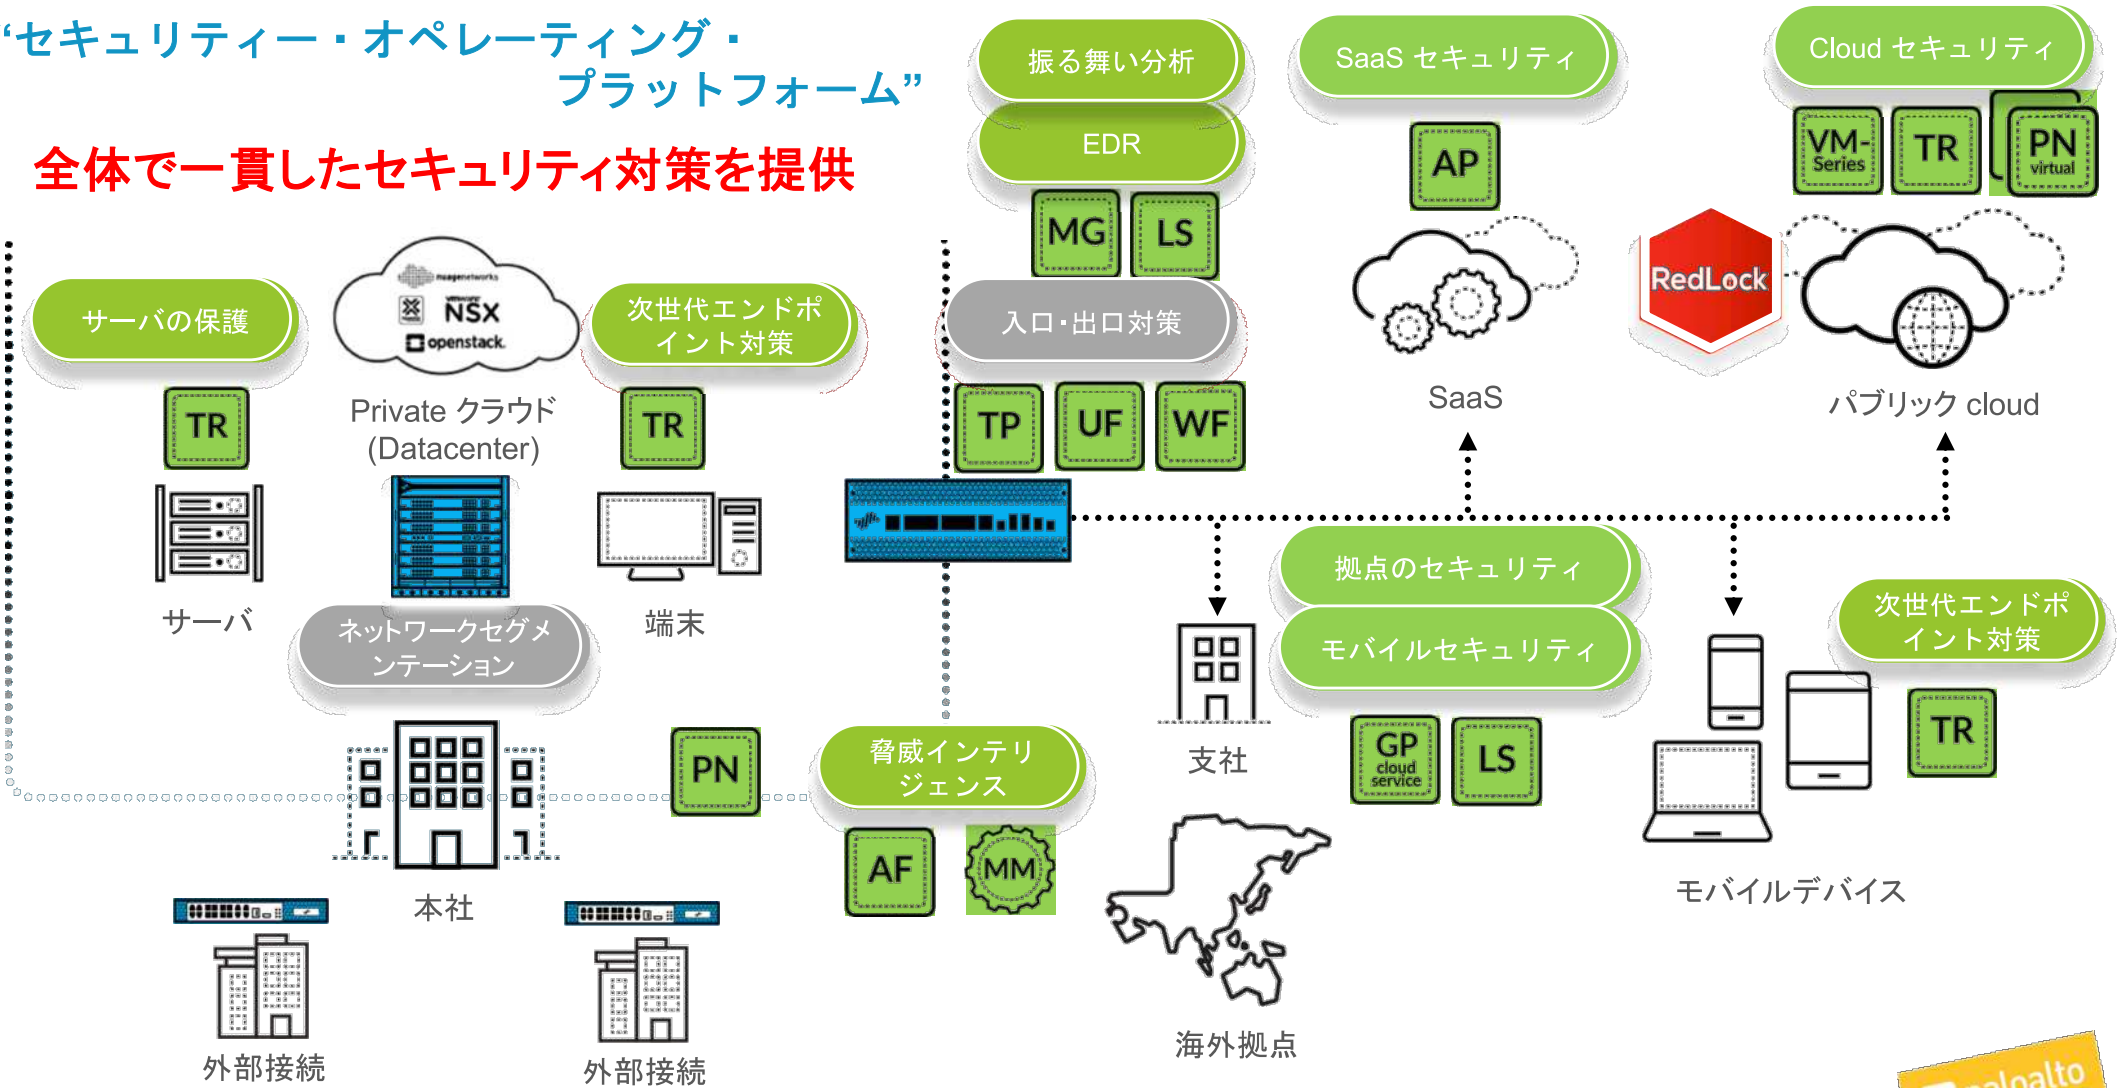 “セキュリティー・オペレーティング・
プラットフォーム”
全体で一貫したセキュリティ対策を提供
振る舞い分析
EDR
MG
LS
入口・出口対策
TP
UF
WF
SaaS セキュリティ
AP
SaaS
Cloud セキュリティ
VM-
Series
TR
PN
virtual
RedLock
パブリック cloud
サーバの保護
TR
サーバ
nuagenetworks
vmware
NSX
openstack.
Private クラウド
(Datacenter)
ネットワークセグメ
ンテーション
次世代エンドポ
イント対策
TR
端末
本社
PN
脅威インテリ
ジェンス
AF
MM
外部接続
外部接続
拠点のセキュリティ
モバイルセキュリティ
GP
cloud
service
LS
支社
海外拠点
次世代エンドポ
イント対策
TR
モバイルデバイス
paloalto